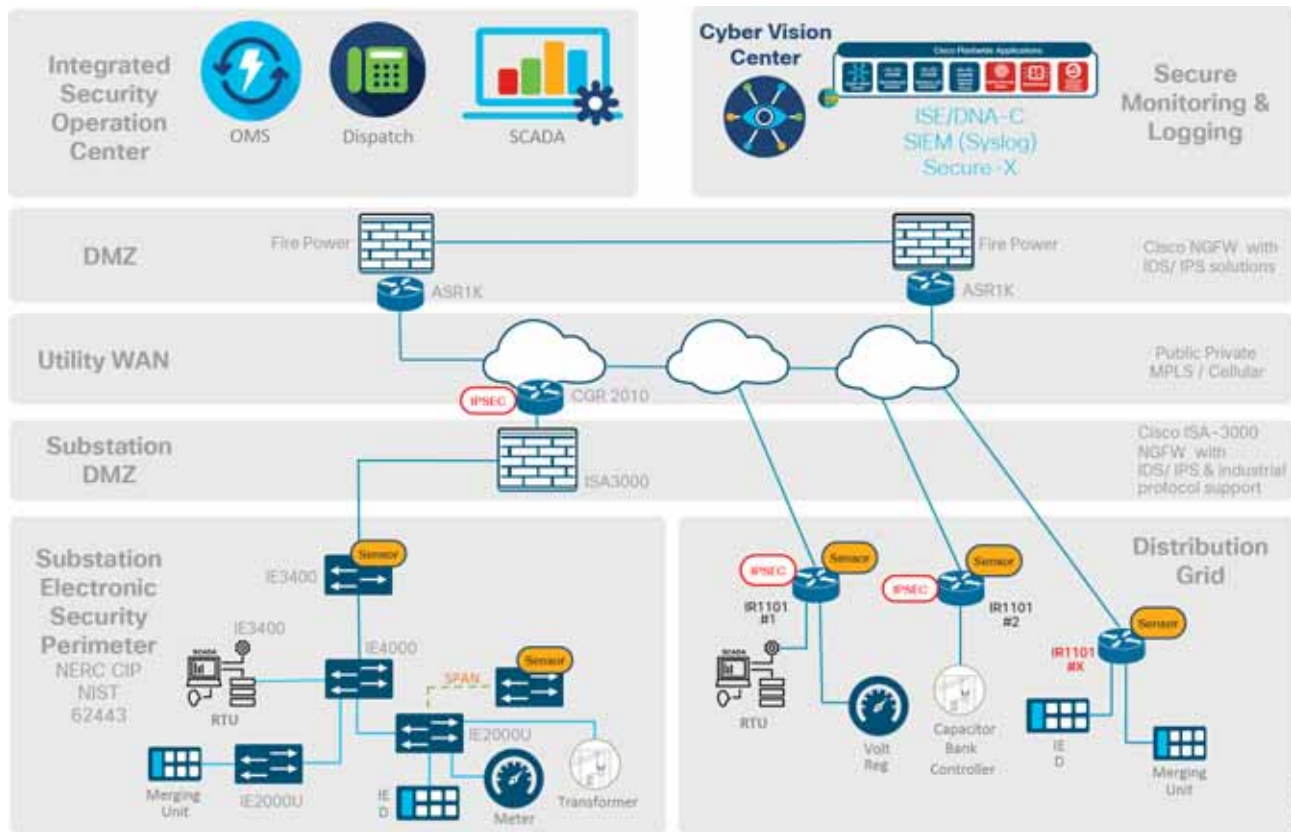 Integrated
Security
Operation
Center
OMS
Dispatch
SCADA
Cyber Vision
Center
Cisco Plantwide Applications
ISE/DNA-C
SIEM (Syslog)
Secure-X
Secure
Monitoring &
Logging
DMZ
Fire Power
ASR1K
Fire Power
ASR1K
Cisco NGFW with
IDS/ IPS solutions
Utility WAN
IPSEC
CGR 2010
Public Private
MPLS / Cellular
Substation
DMZ
ISA3000
Cisco ISA-3000
NGFW with
IDS/ IPS & industrial
protocol support
Substation
Electronic
Security
Perimeter
NERC CIP
NIST
62443
IE3400
Sensor
IE3400
SCADA
RTU
IE4000
SPAN
Sensor
IE2000U
Merging
Unit
IE2000U
IE
D
Meter
Transformer
Distribution
Grid
IPSEC
Sensor
IR1101
#1
SCADA
RTU
Volt
Reg
IPSEC
Sensor
IR1101
#2
Capacitor
Bank
Controller
Sensor
IR1101
#X
IE
D
Merging
Unit